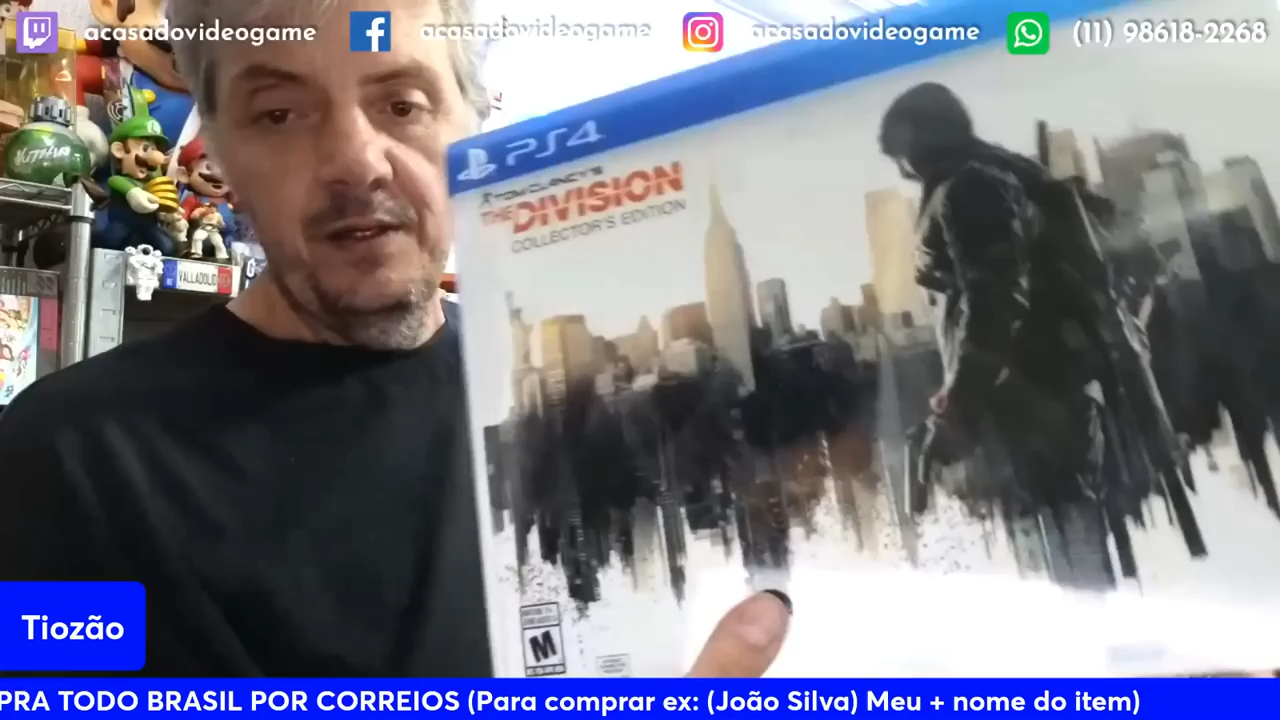 acasadovideogame
acasadovideogame
acasadovideogame
(11) 98618-2268
PS4
TOM CLANCY'S
THE DIVISION
COLLECTOR'S EDITION
VALLADOLID
M
ESRB
Tiozão
PRA TODO BRASIL POR CORREIOS (Para comprar ex: (João Silva) Meu + nome do item)